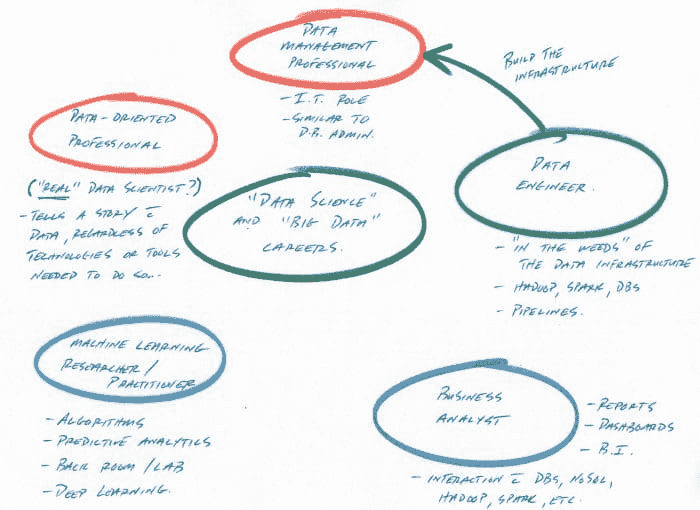 DATA
MANAGEMENT
PROFESSIONAL
- I.T. ROLE
- SIMILAR TO
D.B. ADMIN.
BUILD THE
INFRASTRUCTURE
DATA-ORIENTED
PROFESSIONAL
("REAL" DATA SCIENTIST?)
- TELLS A STORY c̄
DATA, REGARDLESS OF
TECHNOLOGIES OR TOOLS
NEEDED TO DO SO...
"DATA SCIENCE"
AND "BIG DATA"
CAREERS.
DATA
ENGINEER.
- "IN THE WEEDS" OF
THE DATA INFRASTRUCTURE
- HADOOP, SPARK, DBS
- PIPELINES.
MACHINE LEARNING
RESEARCHER/
PRACTITIONER
- ALGORITHMS
- PREDICTIVE ANALYTICS
- BACK ROOM/LAB
- DEEP LEARNING.
BUSINESS
ANALYST
- REPORTS
- DASHBOARDS
- B.I.
- INTERACTION c̄ DBS, NOSQL,
HADOOP, SPARK, ETC.